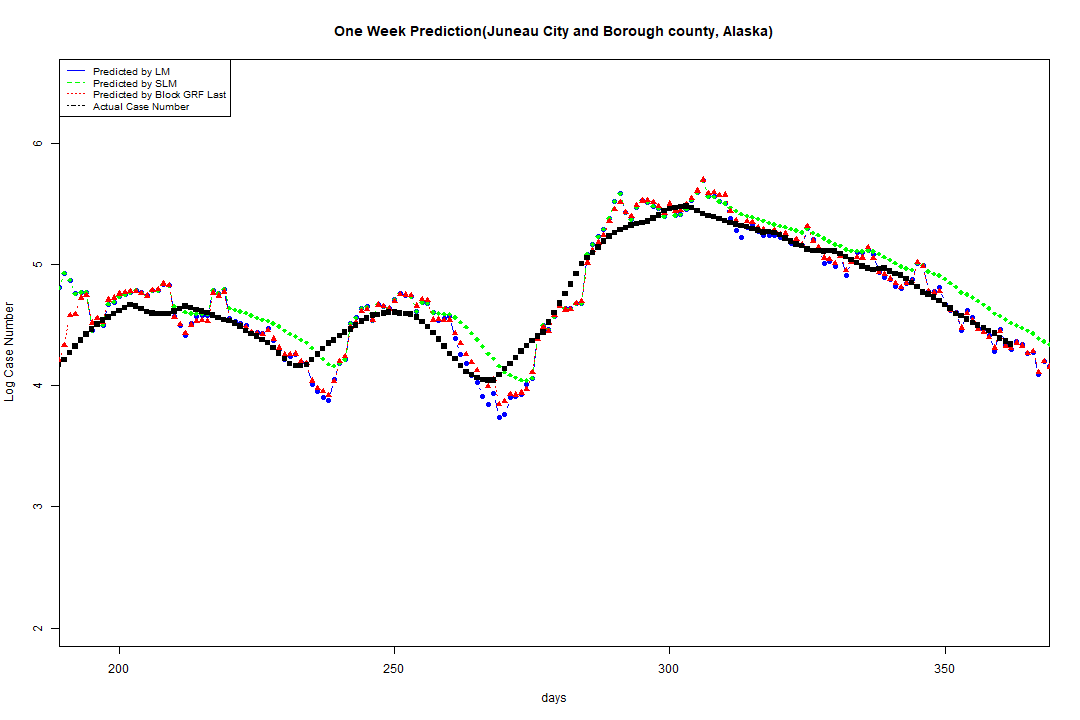 One Week Prediction(Juneau City and Borough county, Alaska)
Predicted by LM
Predicted by SLM
Predicted by Block GRF Last
Actual Case Number
6
5
4
3
2
Log Case Number
200
250
300
350
days